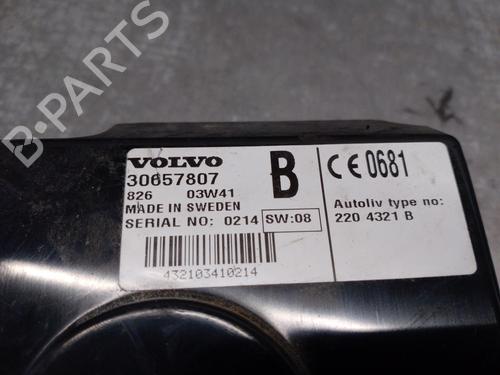 B-PARTS
VOLVO
30657807
826 03W41
MADE IN SWEDEN
SERIAL NO: 0214 SW:08
432103410214
B
CE 0681
Autoliv type no:
220 4321 B